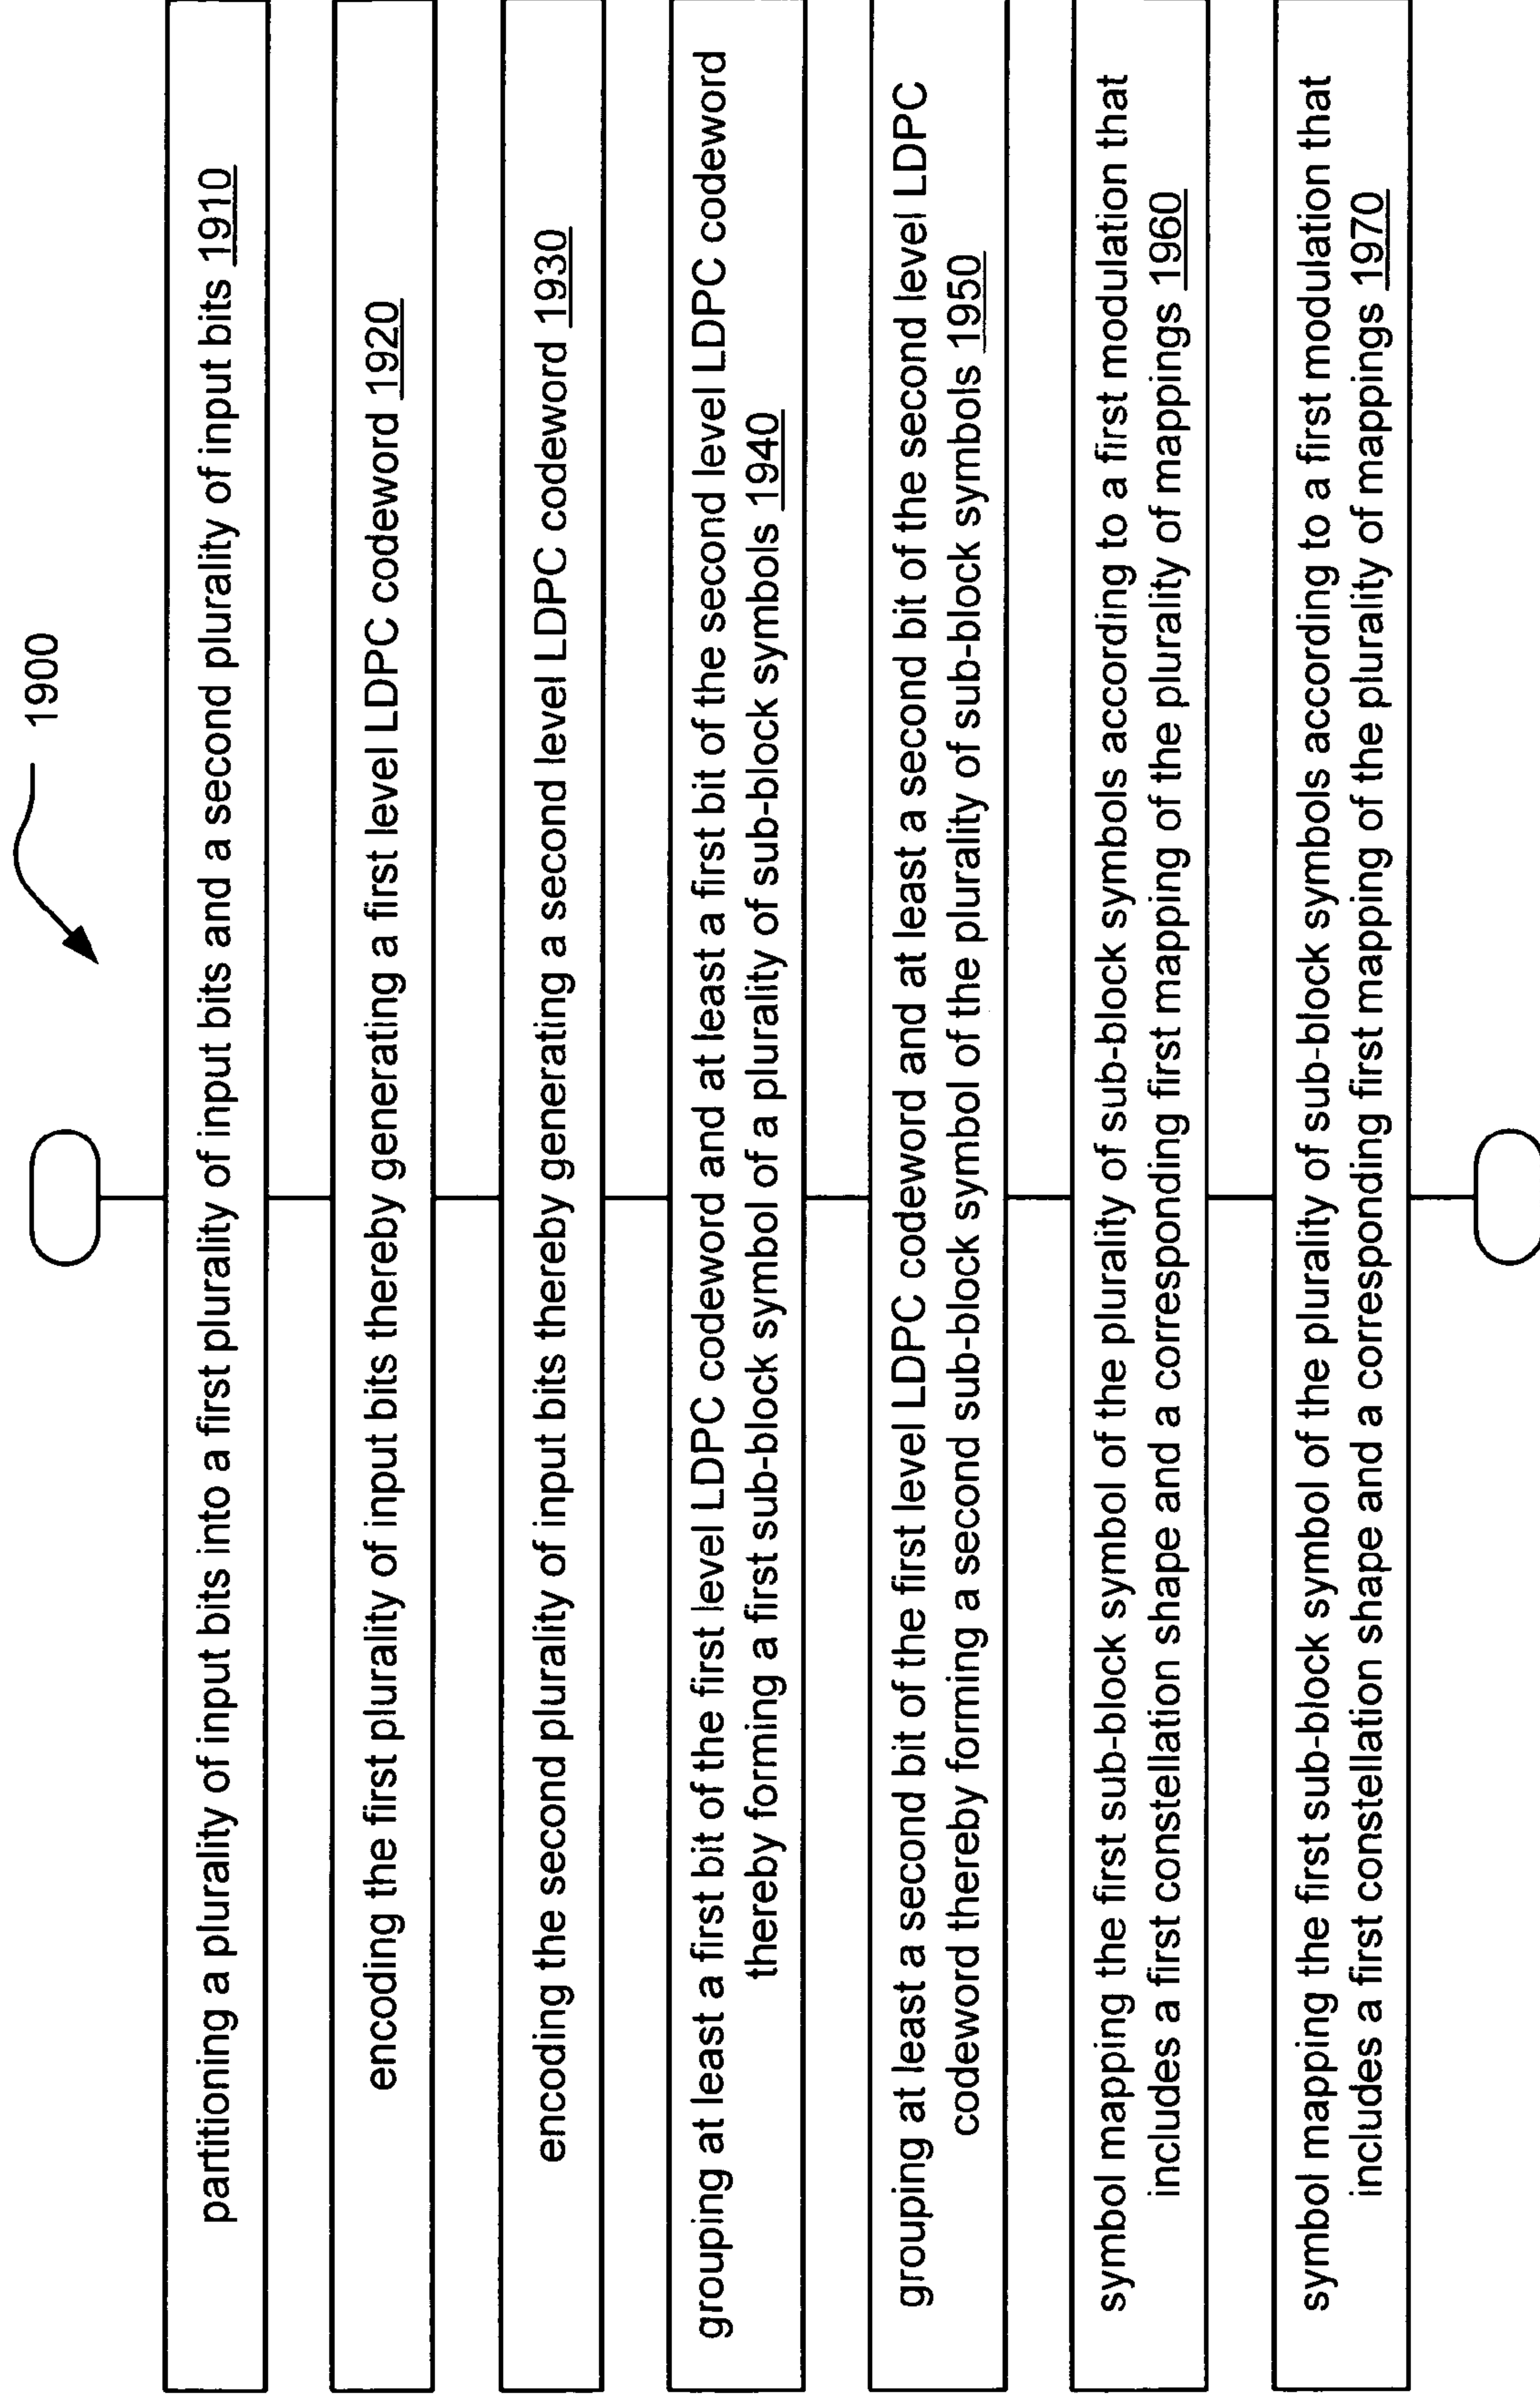 1900
partitioning a plurality of input bits into a first plurality of input bits and a second plurality of input bits 1910
encoding the first plurality of input bits thereby generating a first level LDPC codeword 1920
encoding the second plurality of input bits thereby generating a second level LDPC codeword 1930
grouping at least a first bit of the first level LDPC codeword and at least a first bit of the second level LDPC codeword
thereby forming a first sub-block symbol of a plurality of sub-block symbols 1940
grouping at least a second bit of the first level LDPC codeword and at least a second bit of the second level LDPC
codeword thereby forming a second sub-block symbol of the plurality of sub-block symbols 1950
symbol mapping the first sub-block symbol of the plurality of sub-block symbols according to a first modulation that
includes a first constellation shape and a corresponding first mapping of the plurality of mappings 1960
symbol mapping the first sub-block symbol of the plurality of sub-block symbols according to a first modulation that
includes a first constellation shape and a corresponding first mapping of the plurality of mappings 1970